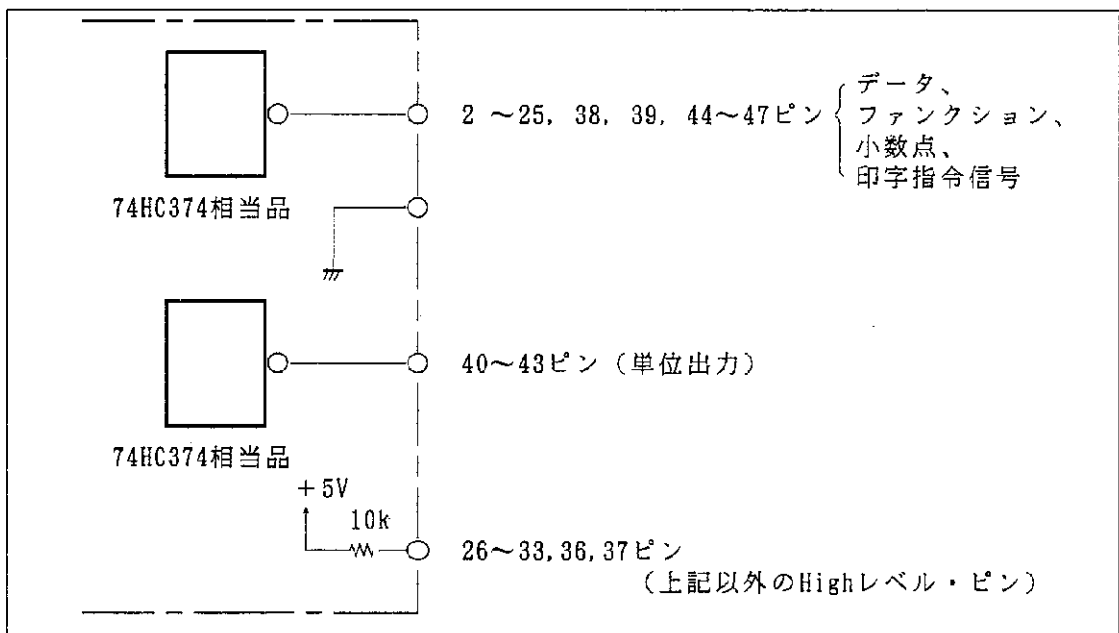 2 ～25, 38, 39, 44～47ピン
データ、
ファンクション、
小数点、
印字指令信号
74HC374相当品
40～43ピン（単位出力）
74HC374相当品
＋5V
10k
26～33,36,37ピン
（上記以外のHighレベル・ピン）